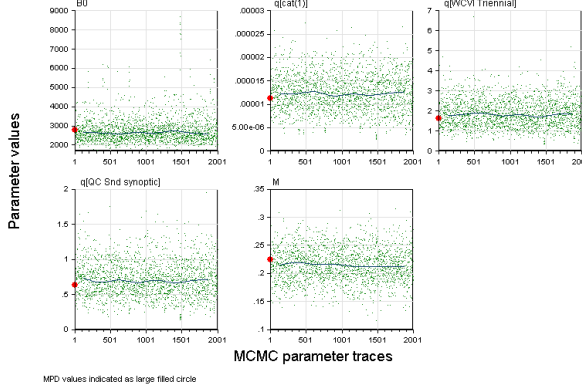 B0
q[cat(1)]
q[WCVI Triennial]
9000
8000
7000
6000
5000
4000
3000
2000
1 501 1001 1501 2001
.00003
.00002
.00002
.000015
.00001
5.00e-06
0
1 501 1001 1501 2001
7
6
5
4
3
2
1
0
1 501 1001 1501 2001
Parameter values
q[QC Snd synoptic]
M
2
1.5
1
.5
0
1 501 1001 1501 2001
.35
.3
.25
.2
.15
.1
1 501 1001 1501 2001
MCMC parameter traces
MPD values indicated as large filled circle